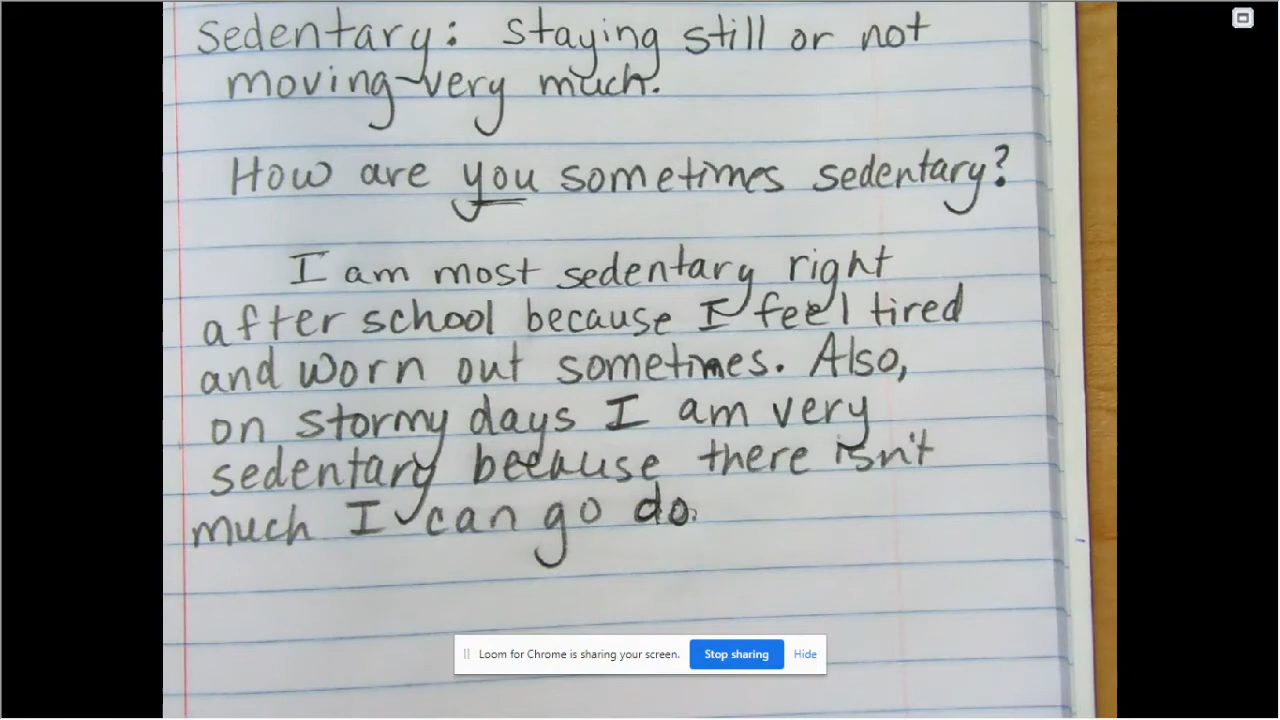 sedentary: staying still or not
moving very much.
How are you sometimes sedentary?
I am most sedentary right
after school because I feel tired
and worn out sometimes. Also,
on stormy days I am very
sedentary because there isn't
much I can go do.
Loom for Chrome is sharing your screen. Stop sharing Hide